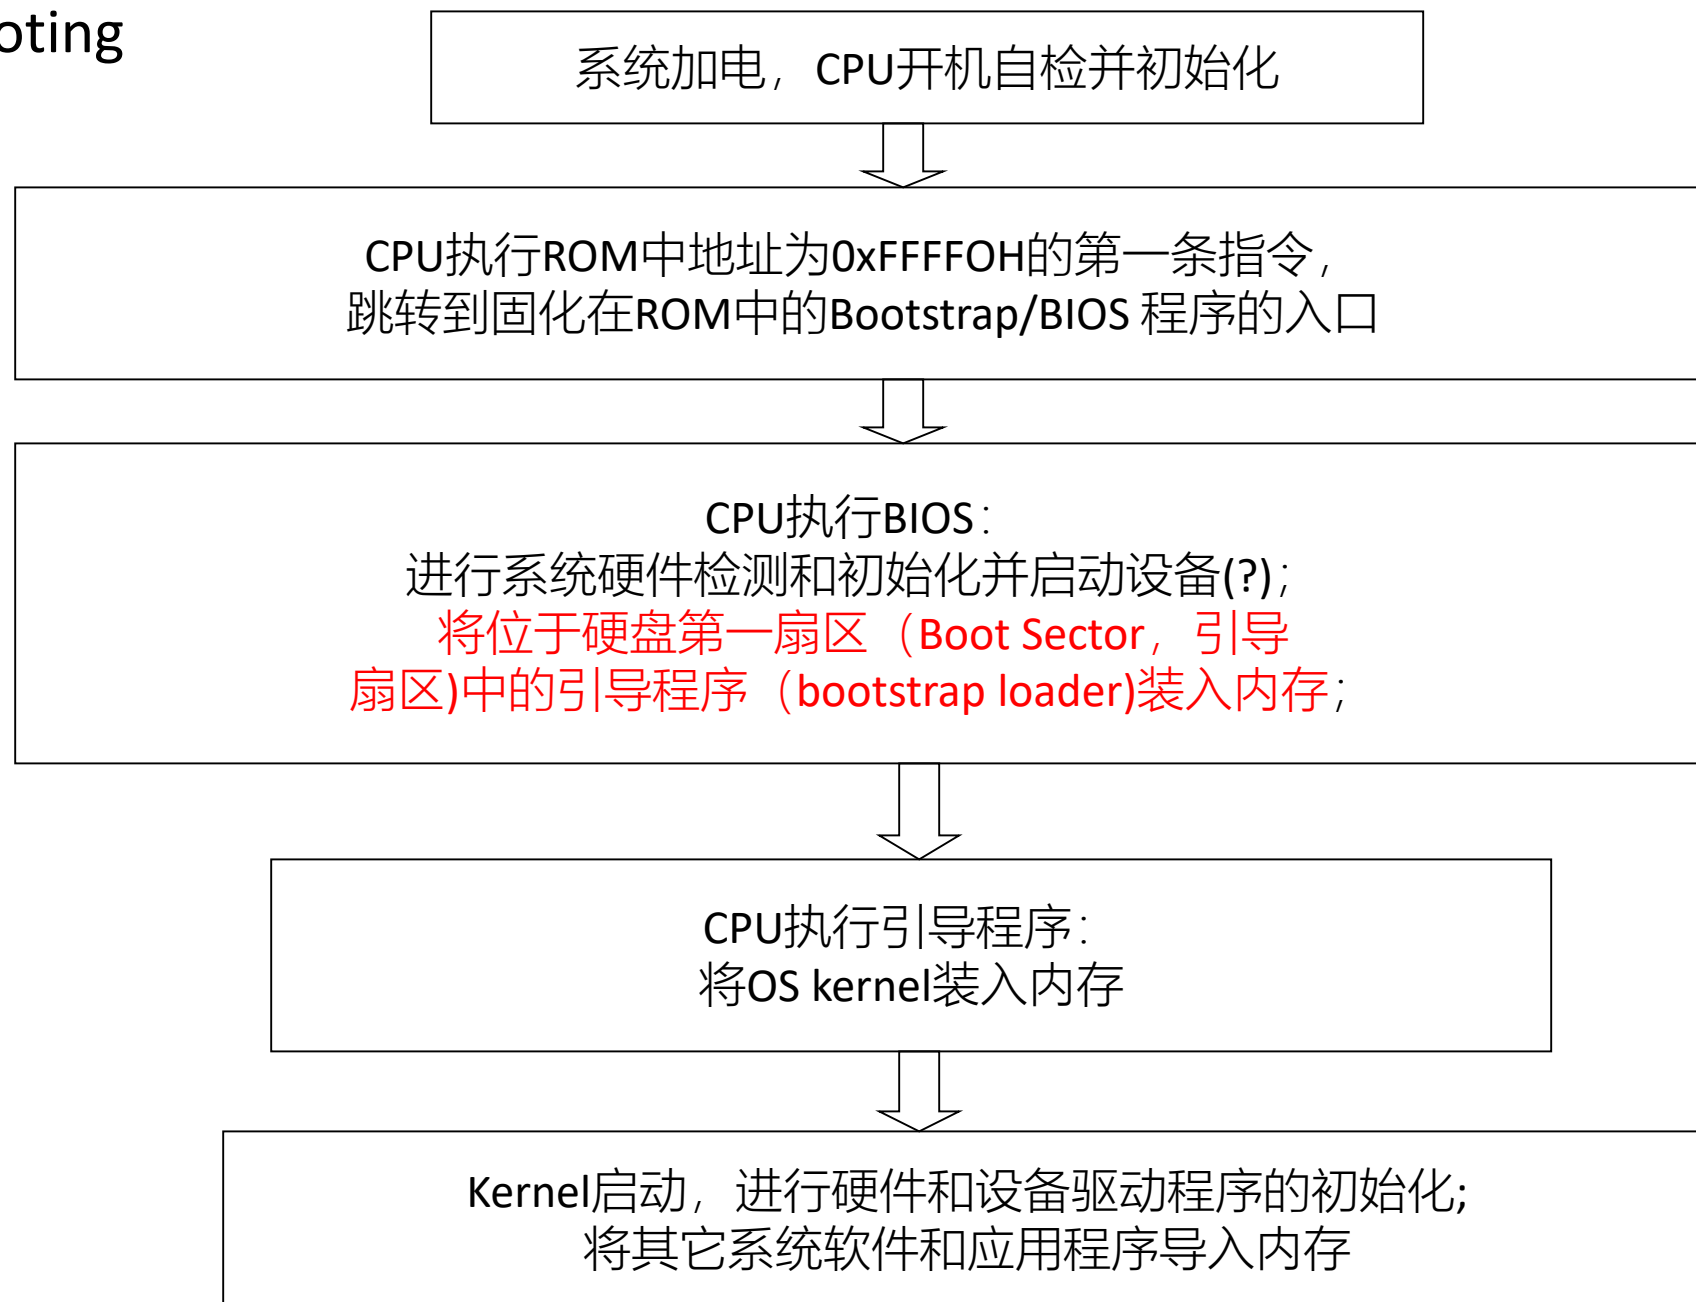 oting
系统加电，CPU开机自检并初始化
CPU执行ROM中地址为0xFFFFOH的第一条指令，
跳转到固化在ROM中的Bootstrap/BIOS 程序的入口
CPU执行BIOS：
进行系统硬件检测和初始化并启动设备(?)；
将位于硬盘第一扇区（Boot Sector，引导
扇区)中的引导程序（bootstrap loader)装入内存；
CPU执行引导程序：
将OS kernel装入内存
Kernel启动，进行硬件和设备驱动程序的初始化;
将其它系统软件和应用程序导入内存